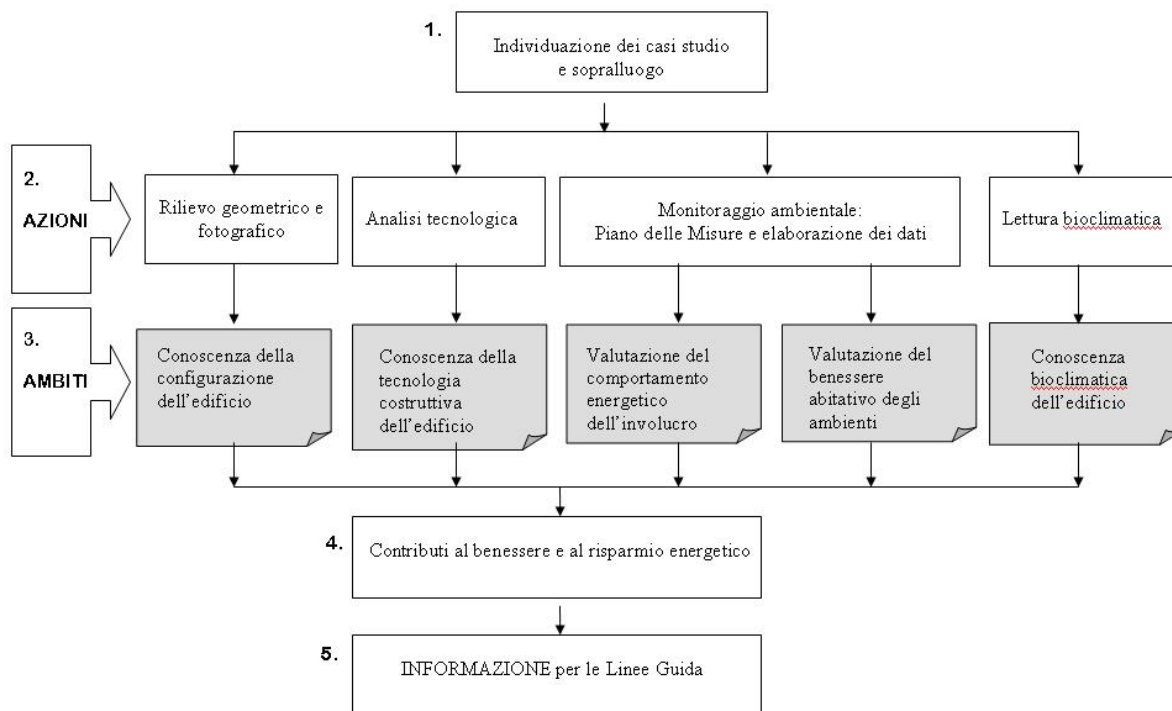 1.
Individuazione dei casi studio
e sopralluogo
2.
AZIONI
Rilievo geometrico e
fotografico
Analisi tecnologica
Monitoraggio ambientale:
Piano delle Misure e elaborazione dei dati
Lettura bioclimatica
3.
AMBITI
Conoscenza della
configurazione
dell'edificio
Conoscenza della
tecnologia
costruttiva
dell'edificio
Valutazione del
comportamento
energetico
dell'involucro
Valutazione del
benessere
abitativo degli
ambienti
Conoscenza
bioclimatica
dell'edificio
4.
Contributi al benessere e al risparmio energetico
5.
INFORMAZIONE per le Linee Guida